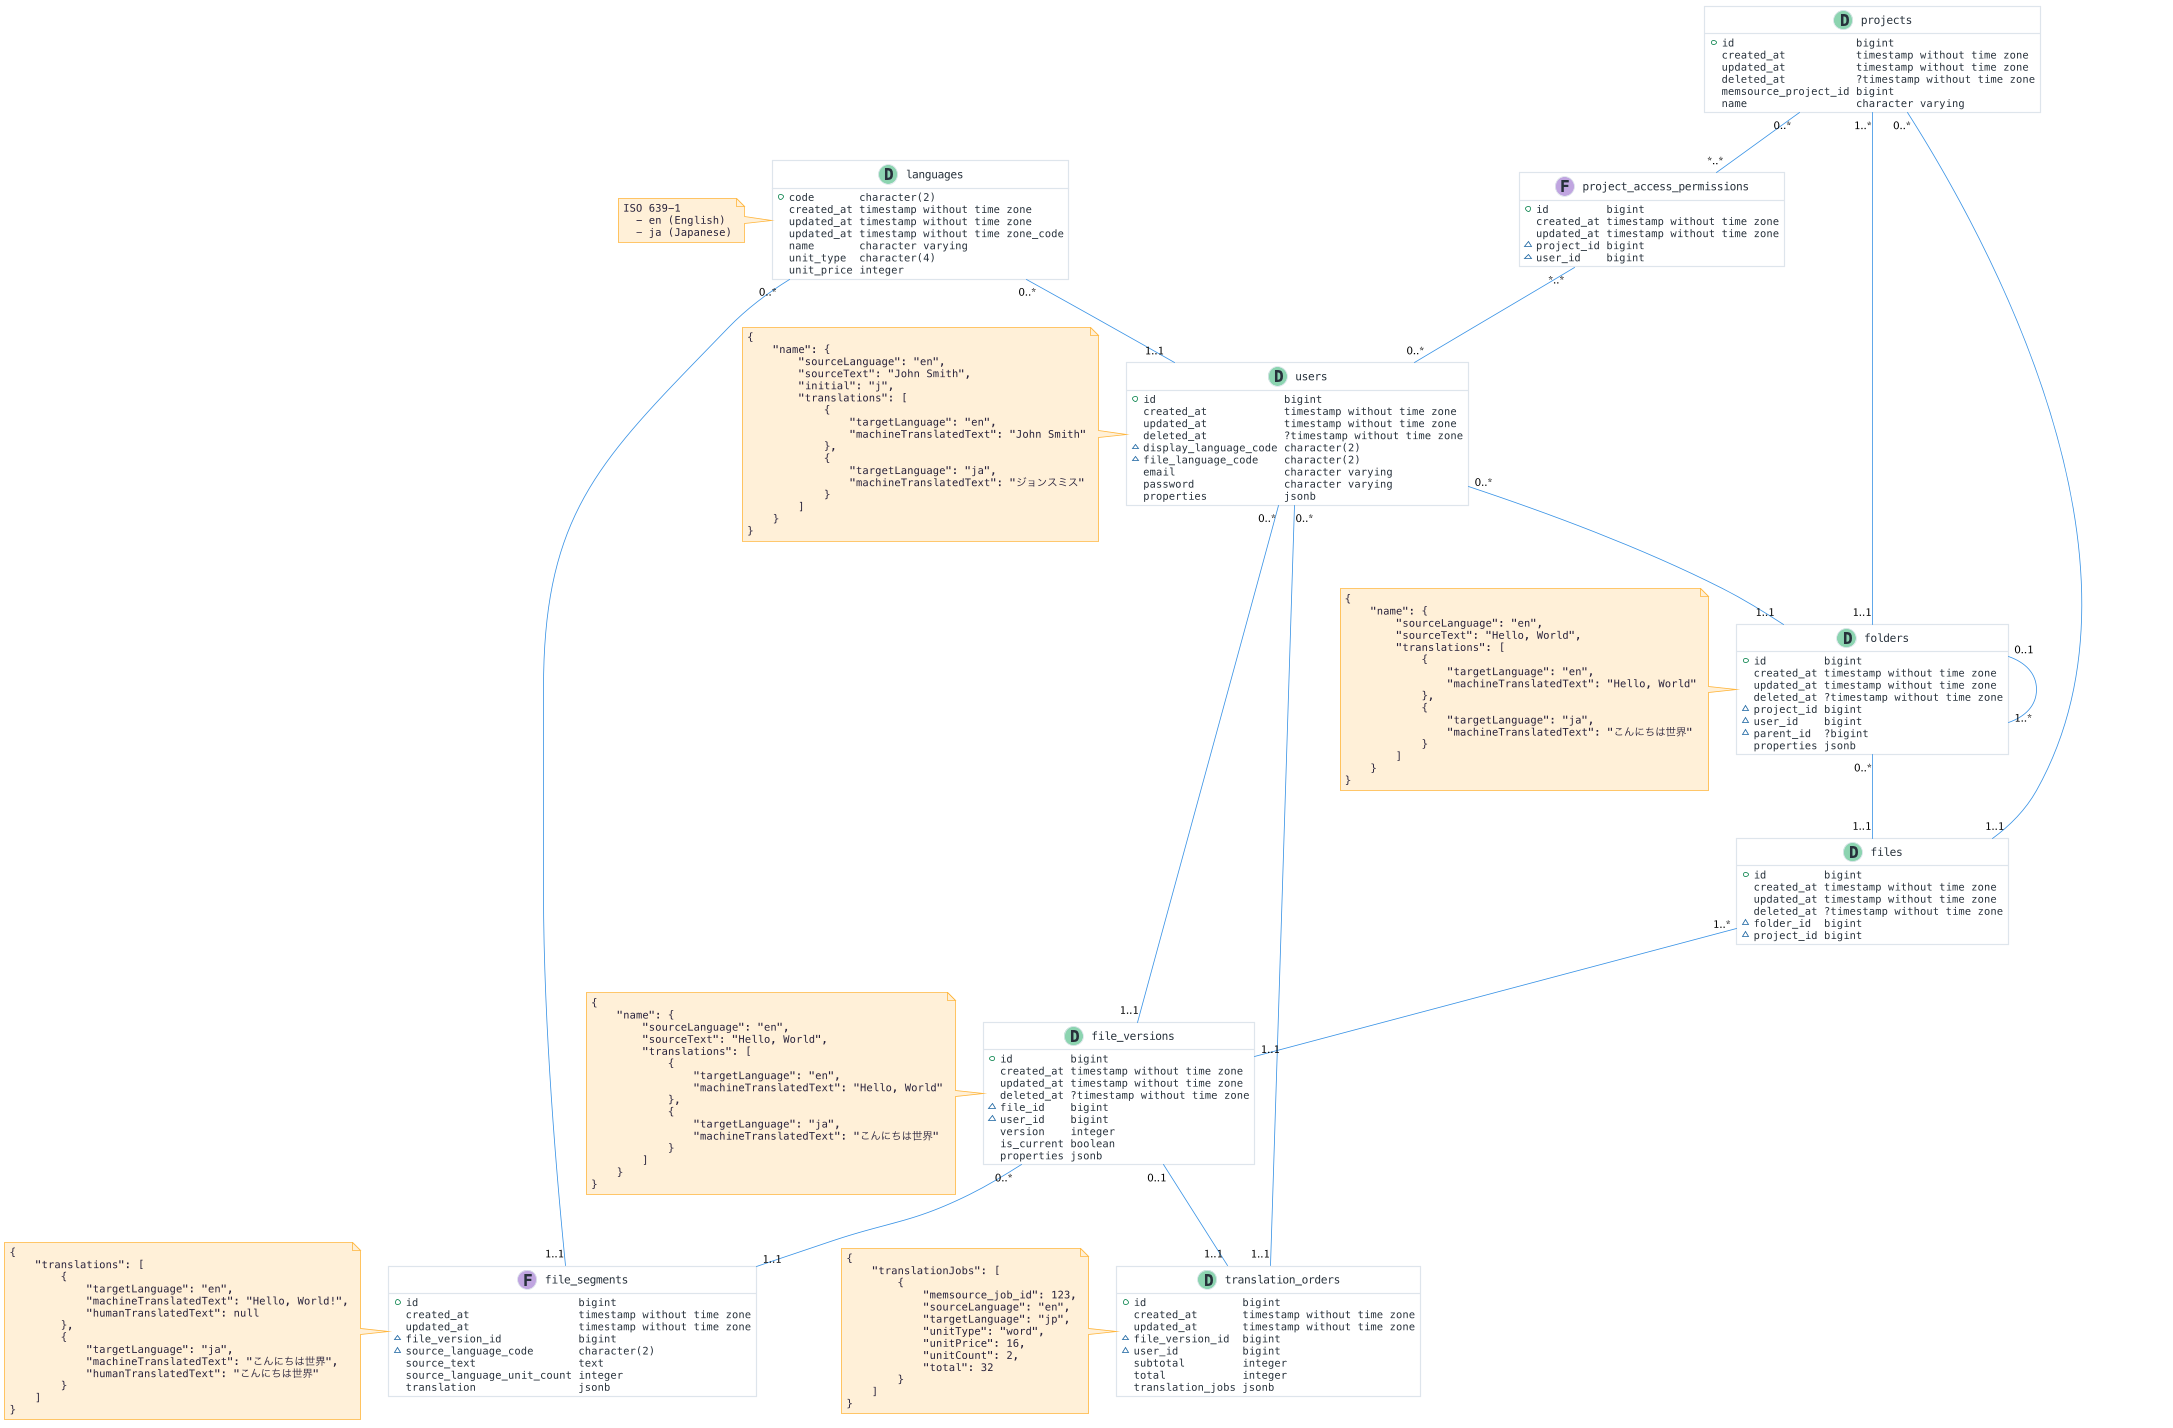 D projects
id bigint
created_at timestamp without time zone
updated_at timestamp without time zone
deleted_at ?timestamp without time zone
memsource_project_id bigint
name character varying
0..* 1..* 0..*
*..*
F project_access_permissions
id bigint
created_at timestamp without time zone
updated_at timestamp without time zone
project_id bigint
user_id bigint
*..*
0..*
D languages
code character(2)
created_at timestamp without time zone
updated_at timestamp without time zone
updated_at timestamp without time zone_code
name character varying
unit_type character(4)
unit_price integer
ISO 639−1
− en (English)
− ja (Japanese)
0..* 0..*
1..1
{
"name": {
"sourceLanguage": "en",
"sourceText": "John Smith",
"initial": "j",
"translations": [
{
"targetLanguage": "en",
"machineTranslatedText": "John Smith"
},
{
"targetLanguage": "ja",
"machineTranslatedText": "ジョンスミス"
}
]
}
}
D users
id bigint
created_at timestamp without time zone
updated_at timestamp without time zone
deleted_at ?timestamp without time zone
display_language_code character(2)
file_language_code character(2)
email character varying
password character varying
properties jsonb
0..*
0..* 0..*
{
"name": {
"sourceLanguage": "en",
"sourceText": "Hello, World",
"translations": [
{
"targetLanguage": "en",
"machineTranslatedText": "Hello, World"
},
{
"targetLanguage": "ja",
"machineTranslatedText": "こんにちは世界"
}
]
}
}
1..1 1..1
D folders
id bigint
created_at timestamp without time zone
updated_at timestamp without time zone
deleted_at ?timestamp without time zone
project_id bigint
user_id bigint
parent_id ?bigint
properties jsonb
0..1
1..*
0..*
1..1 1..1
D files
id bigint
created_at timestamp without time zone
updated_at timestamp without time zone
deleted_at ?timestamp without time zone
folder_id bigint
project_id bigint
1..*
{
"name": {
"sourceLanguage": "en",
"sourceText": "Hello, World",
"translations": [
{
"targetLanguage": "en",
"machineTranslatedText": "Hello, World"
},
{
"targetLanguage": "ja",
"machineTranslatedText": "こんにちは世界"
}
]
}
}
1..1
D file_versions
id bigint
created_at timestamp without time zone
updated_at timestamp without time zone
deleted_at ?timestamp without time zone
file_id bigint
user_id bigint
version integer
is_current boolean
properties jsonb
1..1
0..* 0..1
{
"translations": [
{
"targetLanguage": "en",
"machineTranslatedText": "Hello, World!",
"humanTranslatedText": null
},
{
"targetLanguage": "ja",
"machineTranslatedText": "こんにちは世界",
"humanTranslatedText": "こんにちは世界"
}
]
}
1..1 1..1
F file_segments
id bigint
created_at timestamp without time zone
updated_at timestamp without time zone
file_version_id bigint
source_language_code character(2)
source_text text
source_language_unit_count integer
translation jsonb
{
"translationJobs": [
{
"memsource_job_id": 123,
"sourceLanguage": "en",
"targetLanguage": "jp",
"unitType": "word",
"unitPrice": 16,
"unitCount": 2,
"total": 32
}
]
}
1..1 1..1
D translation_orders
id bigint
created_at timestamp without time zone
updated_at timestamp without time zone
file_version_id bigint
user_id bigint
subtotal integer
total integer
translation_jobs jsonb